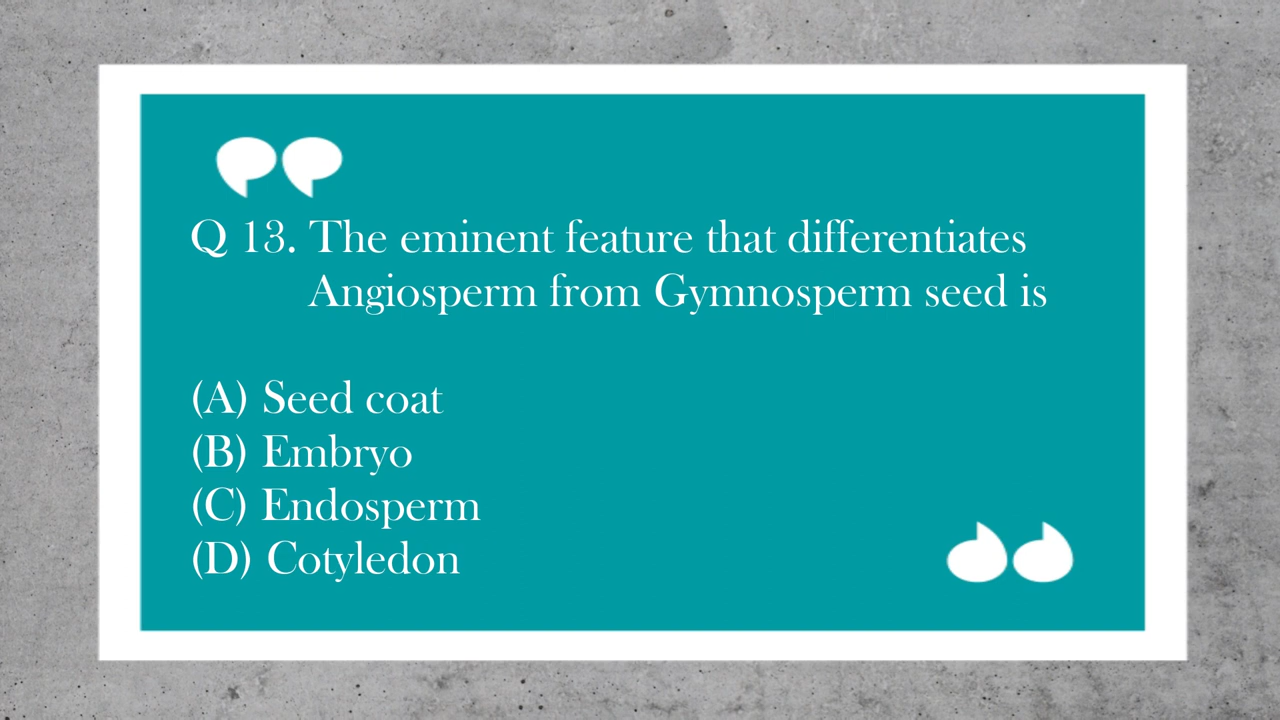 Q 13. The eminent feature that differentiates
Angiosperm from Gymnosperm seed is
(A) Seed coat
(B) Embryo
(C) Endosperm
(D) Cotyledon